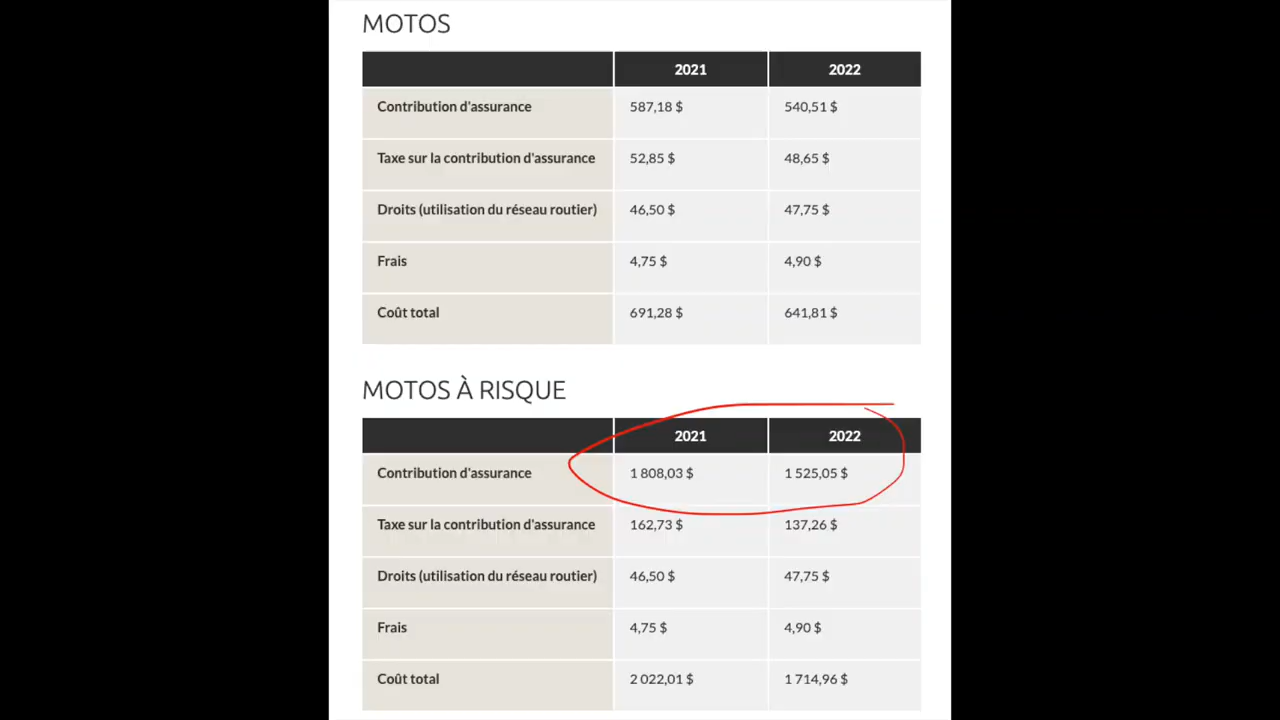 MOTOS
2021 2022
Contribution d'assurance 587,18 $ 540,51 $
Taxe sur la contribution d'assurance 52,85 $ 48,65 $
Droits (utilisation du réseau routier) 46,50 $ 47,75 $
Frais 4,75 $ 4,90 $
Coût total 691,28 $ 641,81 $
MOTOS À RISQUE
2021 2022
Contribution d'assurance 1 808,03 $ 1 525,05 $
Taxe sur la contribution d'assurance 162,73 $ 137,26 $
Droits (utilisation du réseau routier) 46,50 $ 47,75 $
Frais 4,75 $ 4,90 $
Coût total 2 022,01 $ 1 714,96 $